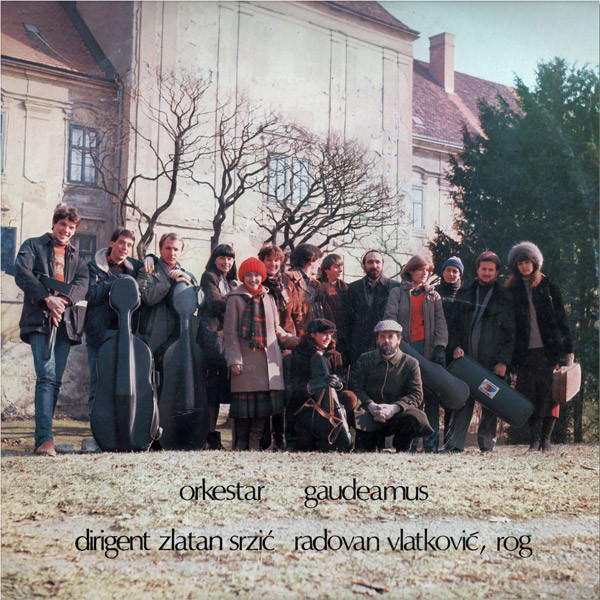 orkestar gaudeamus
dirigent zlatan srzić radovan vlatković, rog